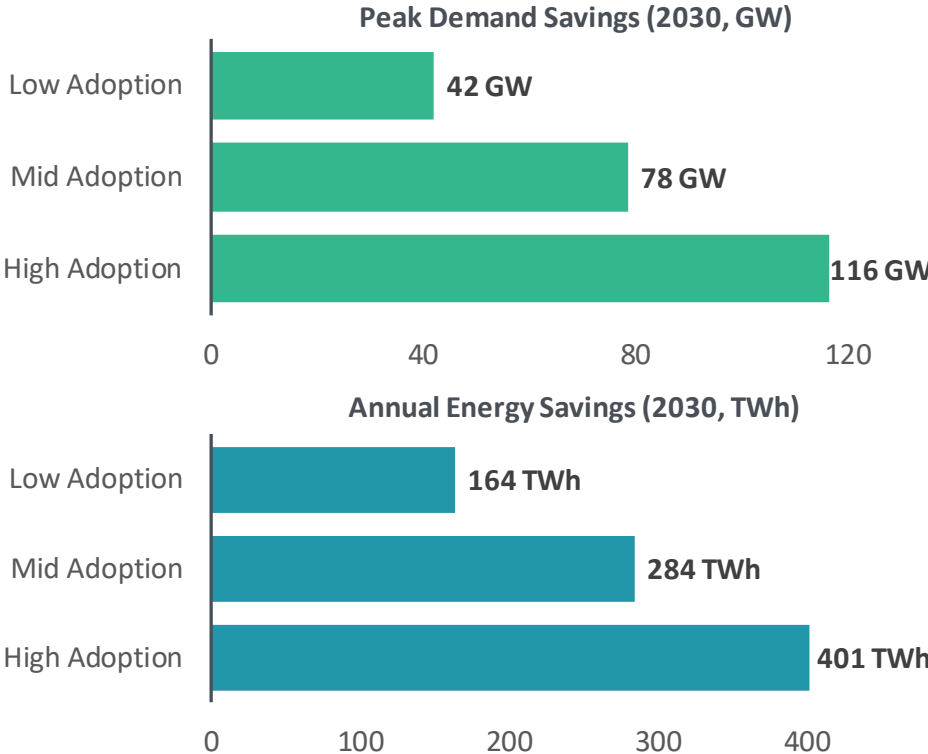 Peak Demand Savings (2030, GW)
Low Adoption 42 GW
Mid Adoption 78 GW
High Adoption 116 GW
0 40 80 120
Annual Energy Savings (2030, TWh)
Low Adoption 164 TWh
Mid Adoption 284 TWh
High Adoption 401 TWh
0 100 200 300 400